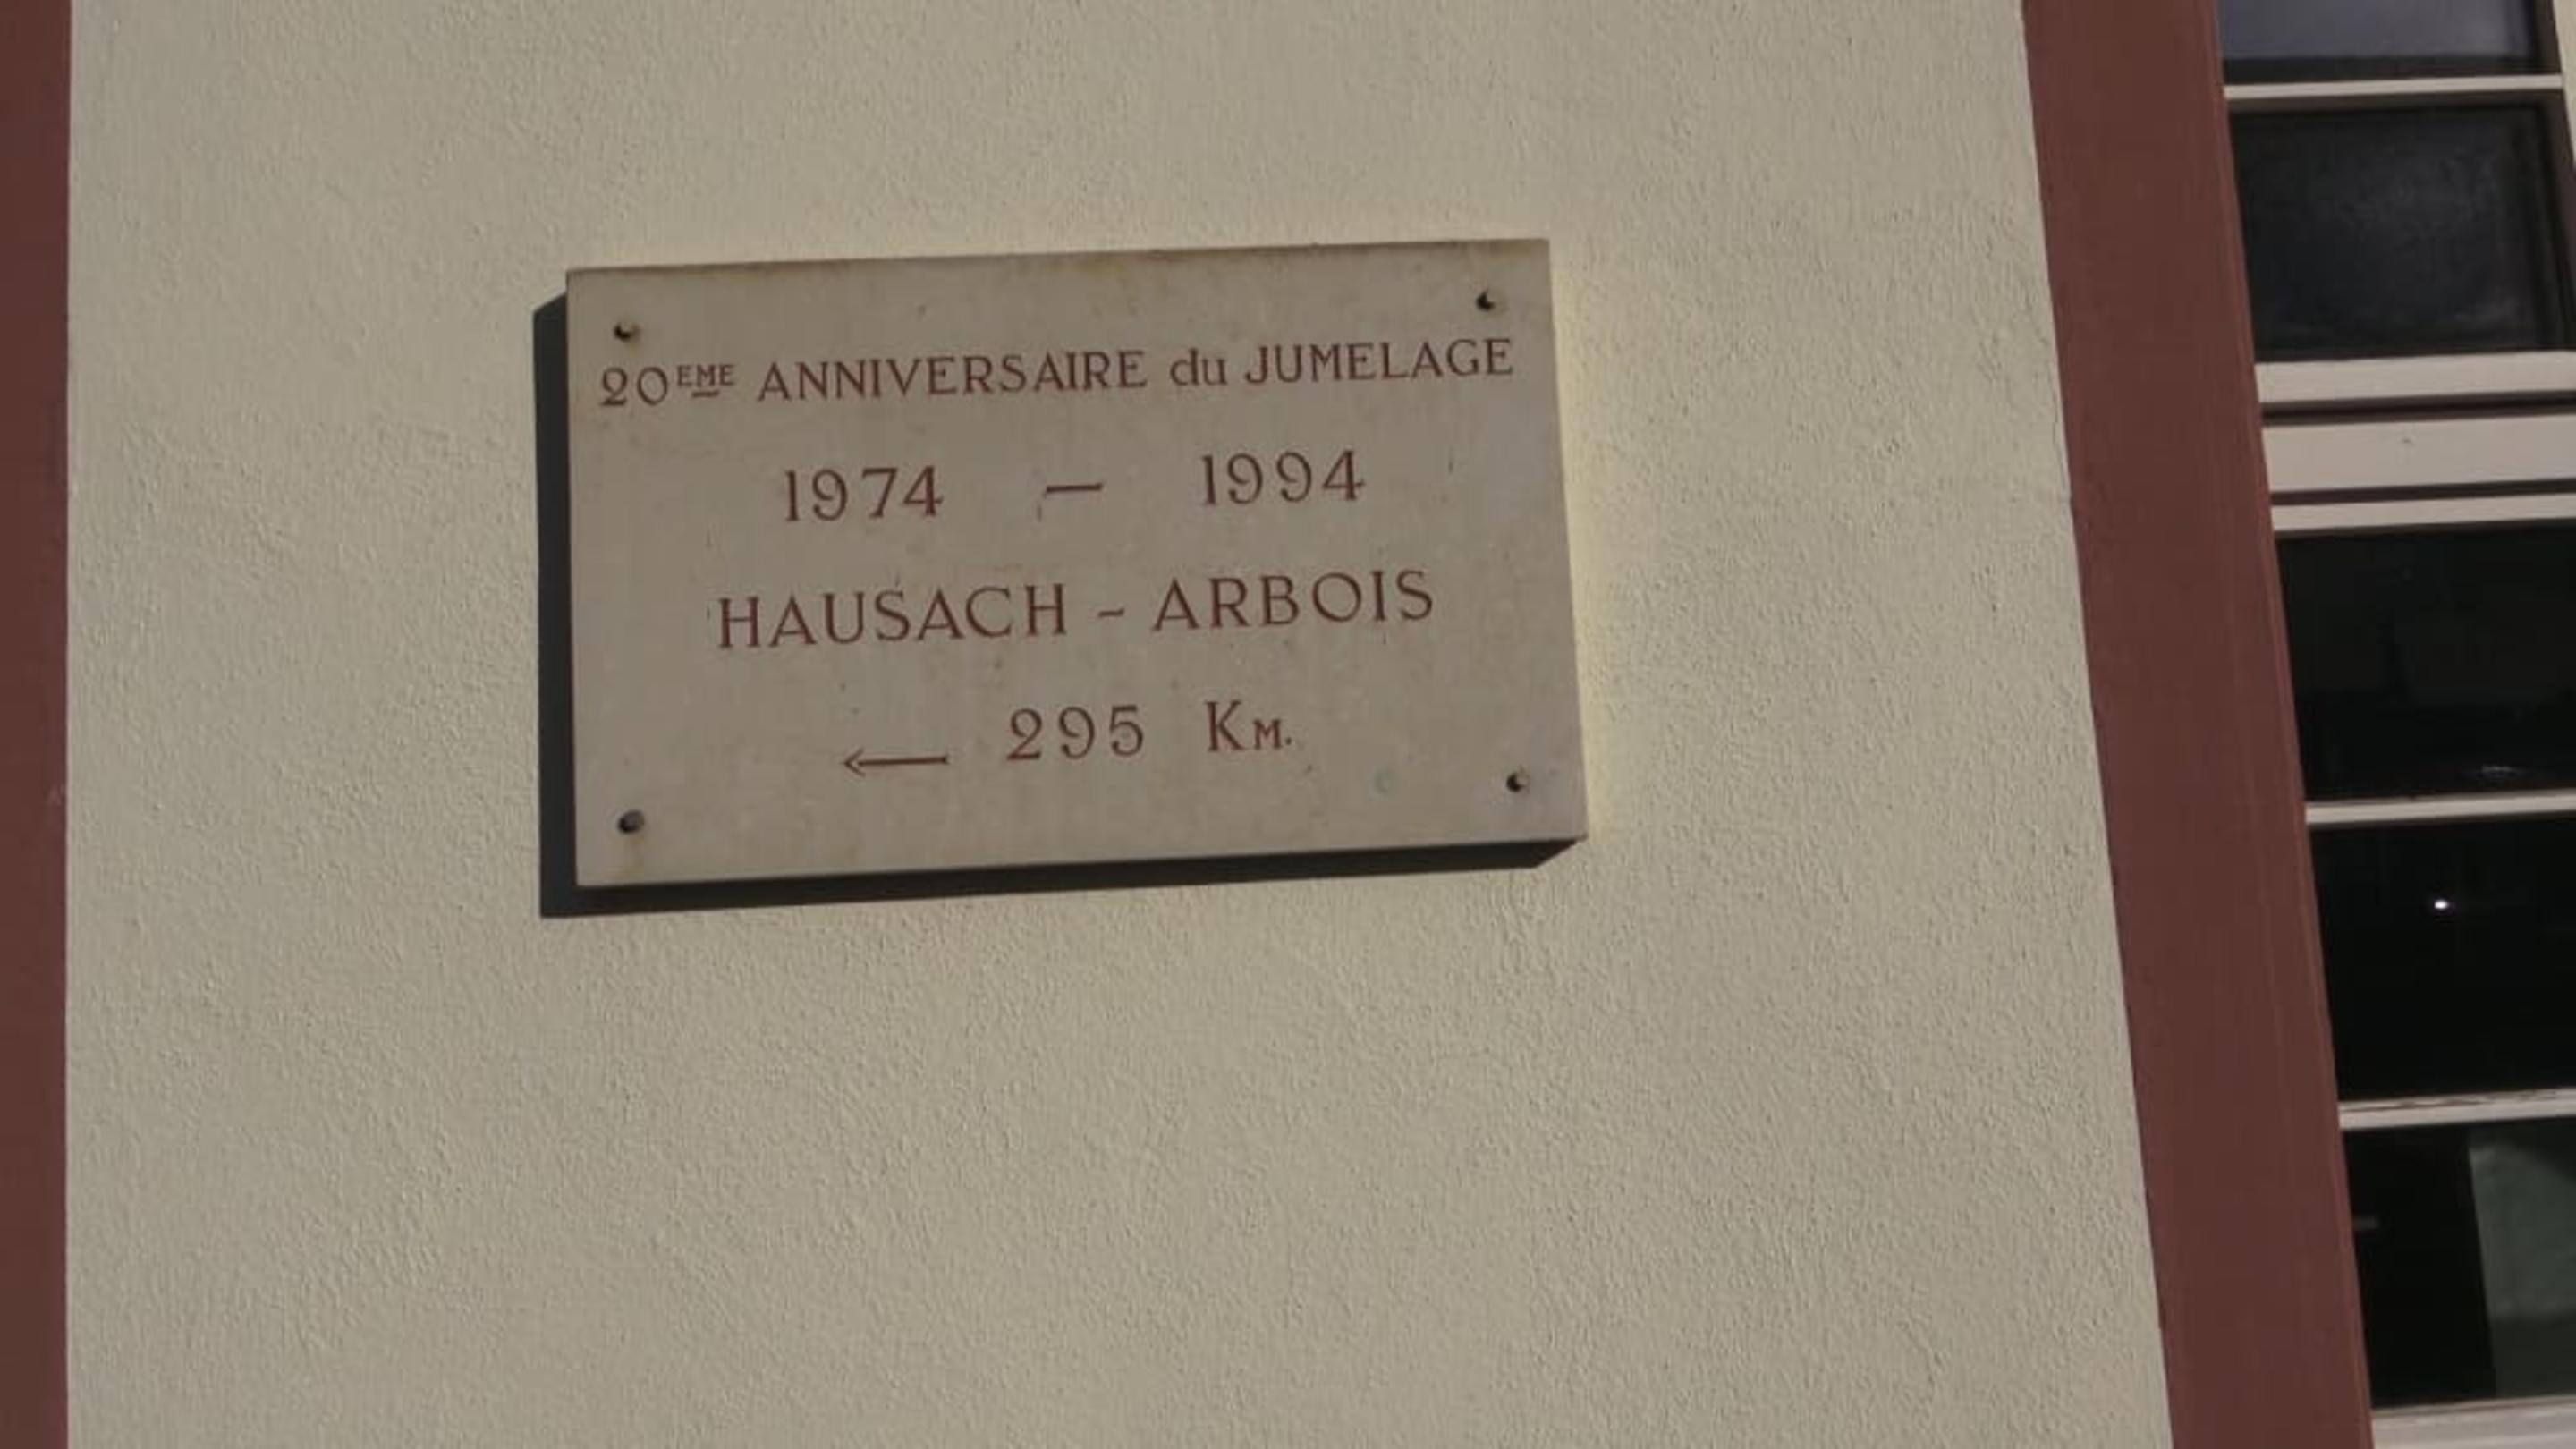 20EME ANNIVERSAIRE du JUMELAGE
1974 — 1994
HAUSACH - ARBOIS
← 295 KM.